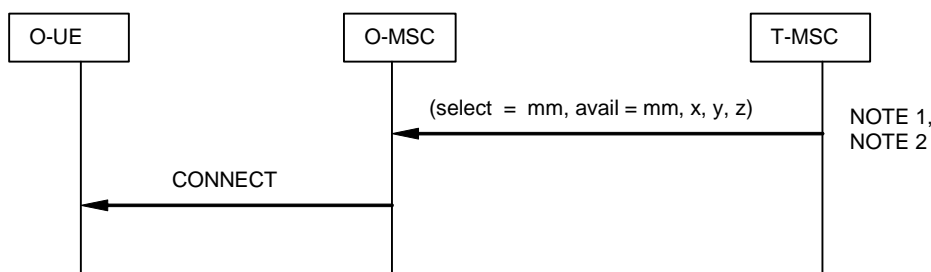 O-UE
O-MSC
T-MSC
(select = mm, avail = mm, x, y, z)
NOTE 1,
NOTE 2
CONNECT